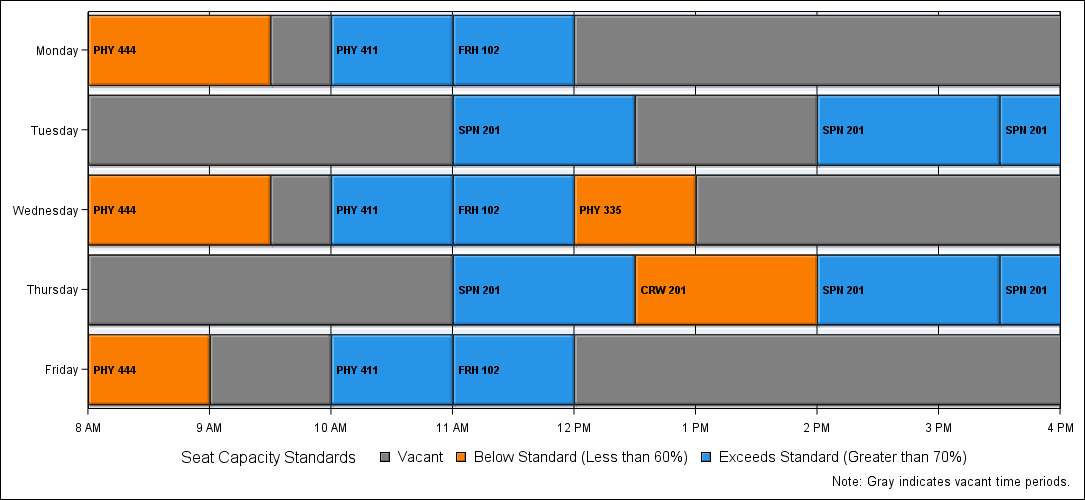 Monday PHY 444 PHY 411 FRH 102
Tuesday SPN 201 SPN 201 SPN 201
Wednesday PHY 444 PHY 411 FRH 102 PHY 335
Thursday SPN 201 CRW 201 SPN 201 SPN 201
Friday PHY 444 PHY 411 FRH 102
8 AM 9 AM 10 AM 11 AM 12 PM 1 PM 2 PM 3 PM 4 PM
Seat Capacity Standards Vacant Below Standard (Less than 60%) Exceeds Standard (Greater than 70%)
Note: Gray indicates vacant time periods.